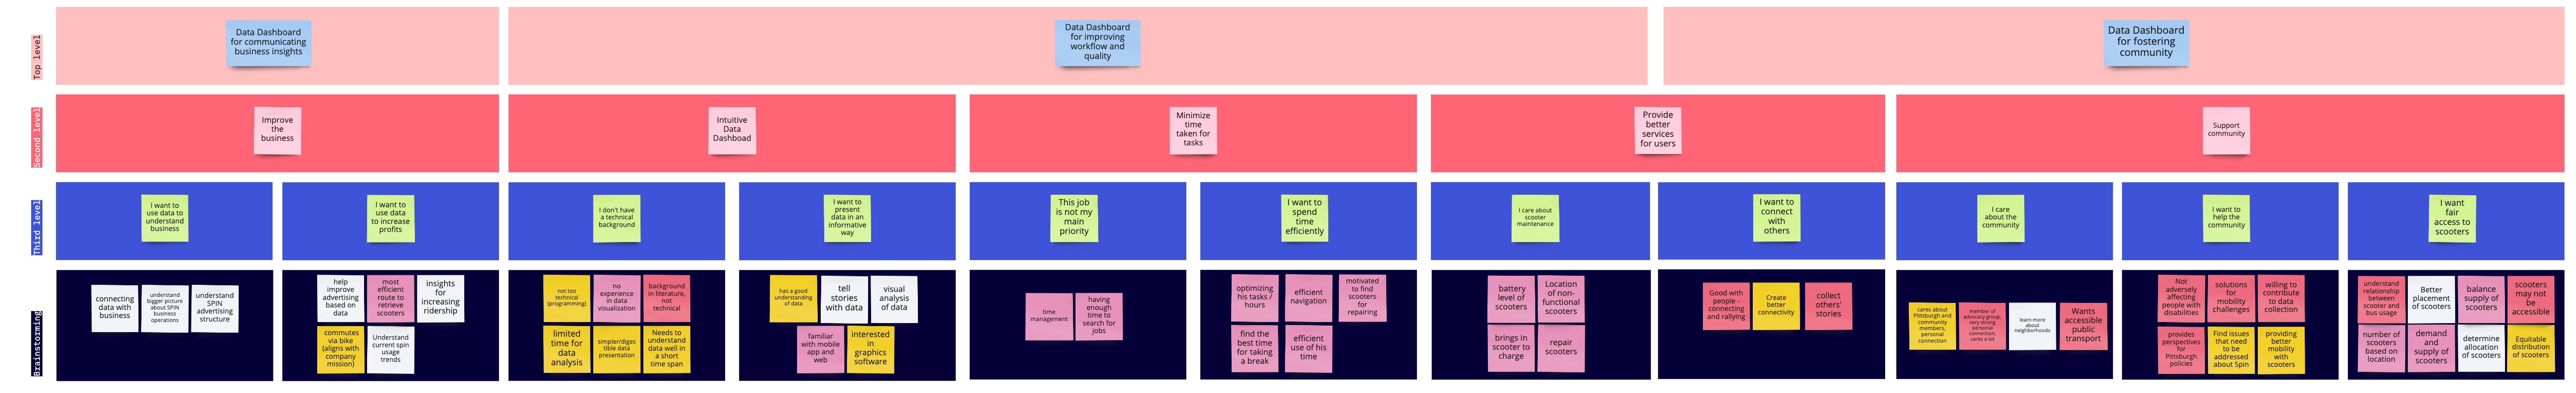 Top level
Data Dashboard
for communicating
business insights
Data Dashboard
for improving
workflow and
quality
Data Dashboard
for fostering
community
Second level
Improve
the
business
Intuitive
Data
Dashboad
Minimize
time
taken for
tasks
Provide
better
services
for users
Support
community
Third level
I want to
use data to
understand
business
I want to
use data
to increase
profits
I don't have
a technical
background
I want to
present
data in an
informative
way
This job
is not my
main
priority
I want to
spend
time
efficiently
I care about
scooter
maintenance
I want to
connect
with
others
I care
about the
community
I want to
help the
community
I want
fair
access to
scooters
Brainstorming
connecting
data with
business
understand
bigger picture
about SPIN
business
operations
understand
SPIN
advertising
structure
help
improve
advertising
based on
data
most
efficient
route to
retrieve
scooters
insights
for
increasing
ridership
commutes
via bike
(aligns with
company
mission)
Understand
current spin
usage
trends
not too
technical
(programming)
no
experience
in data
visualization
background
in literature,
not
technical
limited
time for
data
analysis
simpler/diges
tible data
presentation
Needs to
understand
data well in
a short
time span
has a good
understanding
of data
tell
stories
with data
visual
analysis
of data
familiar
with mobile
app and
web
interested
in
graphics
software
time
management
having
enough
time to
search for
jobs
optimizing
his tasks /
hours
efficient
navigation
motivated
to find
scooters
for
repairing
find the
best time
for taking
a break
efficient
use of his
time
battery
level of
scooters
Location
of non-
functional
scooters
brings in
scooter to
charge
repair
scooters
Good with
people -
connecting
and rallying
Create
better
connectivity
collect
others'
stories
cares about
Pittsburgh and
community
members,
personal
connection
member of
advocacy group,
very strong
personal
connection,
cares a lot
learn more
about
neighborhoods
Wants
accessible
public
transport
Not
adversely
affecting
people with
disabilities
solutions
for
mobility
challenges
willing to
contribute
to data
collection
provides
perspectives
for
Pittsburgh
policies
Find issues
that need
to be
addressed
about Spin
providing
better
mobility
with
scooters
understand
relationship
between
scooter and
bus usage
Better
placement
of scooters
balance
supply of
scooters
scooters
may not
be
accessible
number of
scooters
based on
location
demand
and
supply of
scooters
determine
allocation
of scooters
Equitable
distribution
of scooters